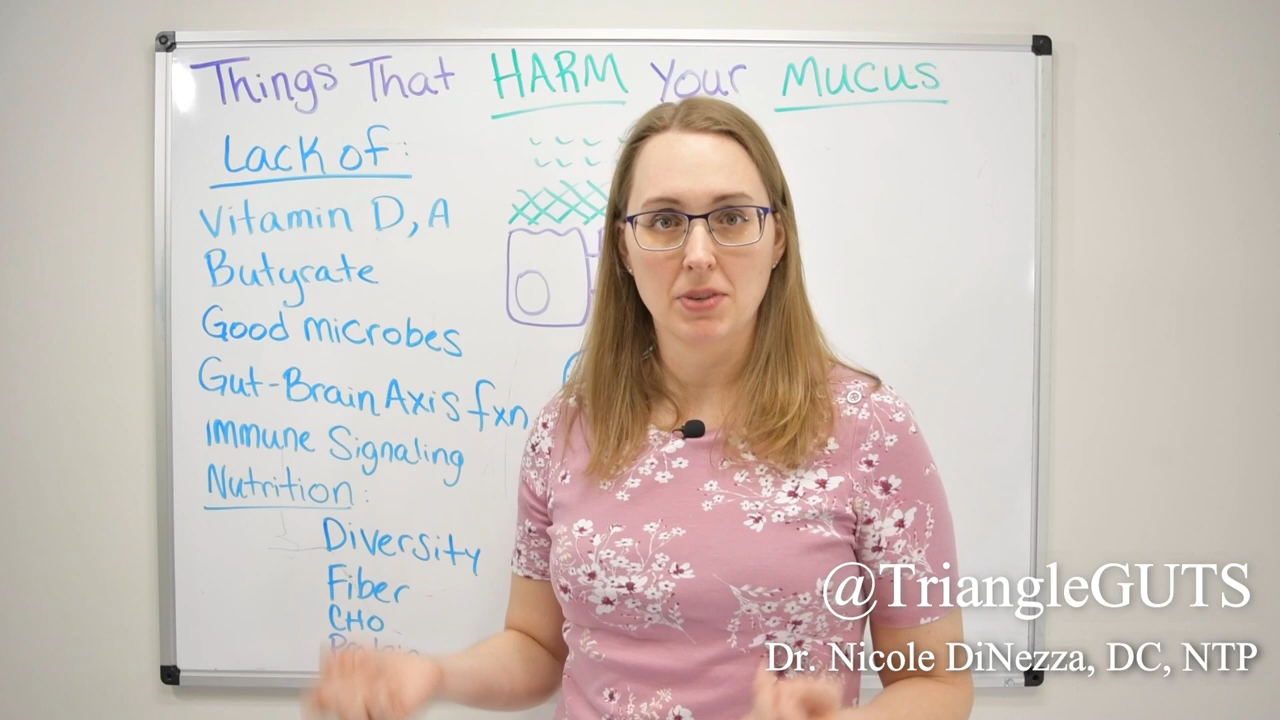 Things That HARM Your Mucus
Lack of:
Vitamin D, A
Butyrate
Good microbes
Gut-Brain Axis fxn
Immune Signaling
Nutrition:
Diversity
Fiber
CHO
Protein
@TriangleGUTS
Dr. Nicole DiNezza, DC, NTP